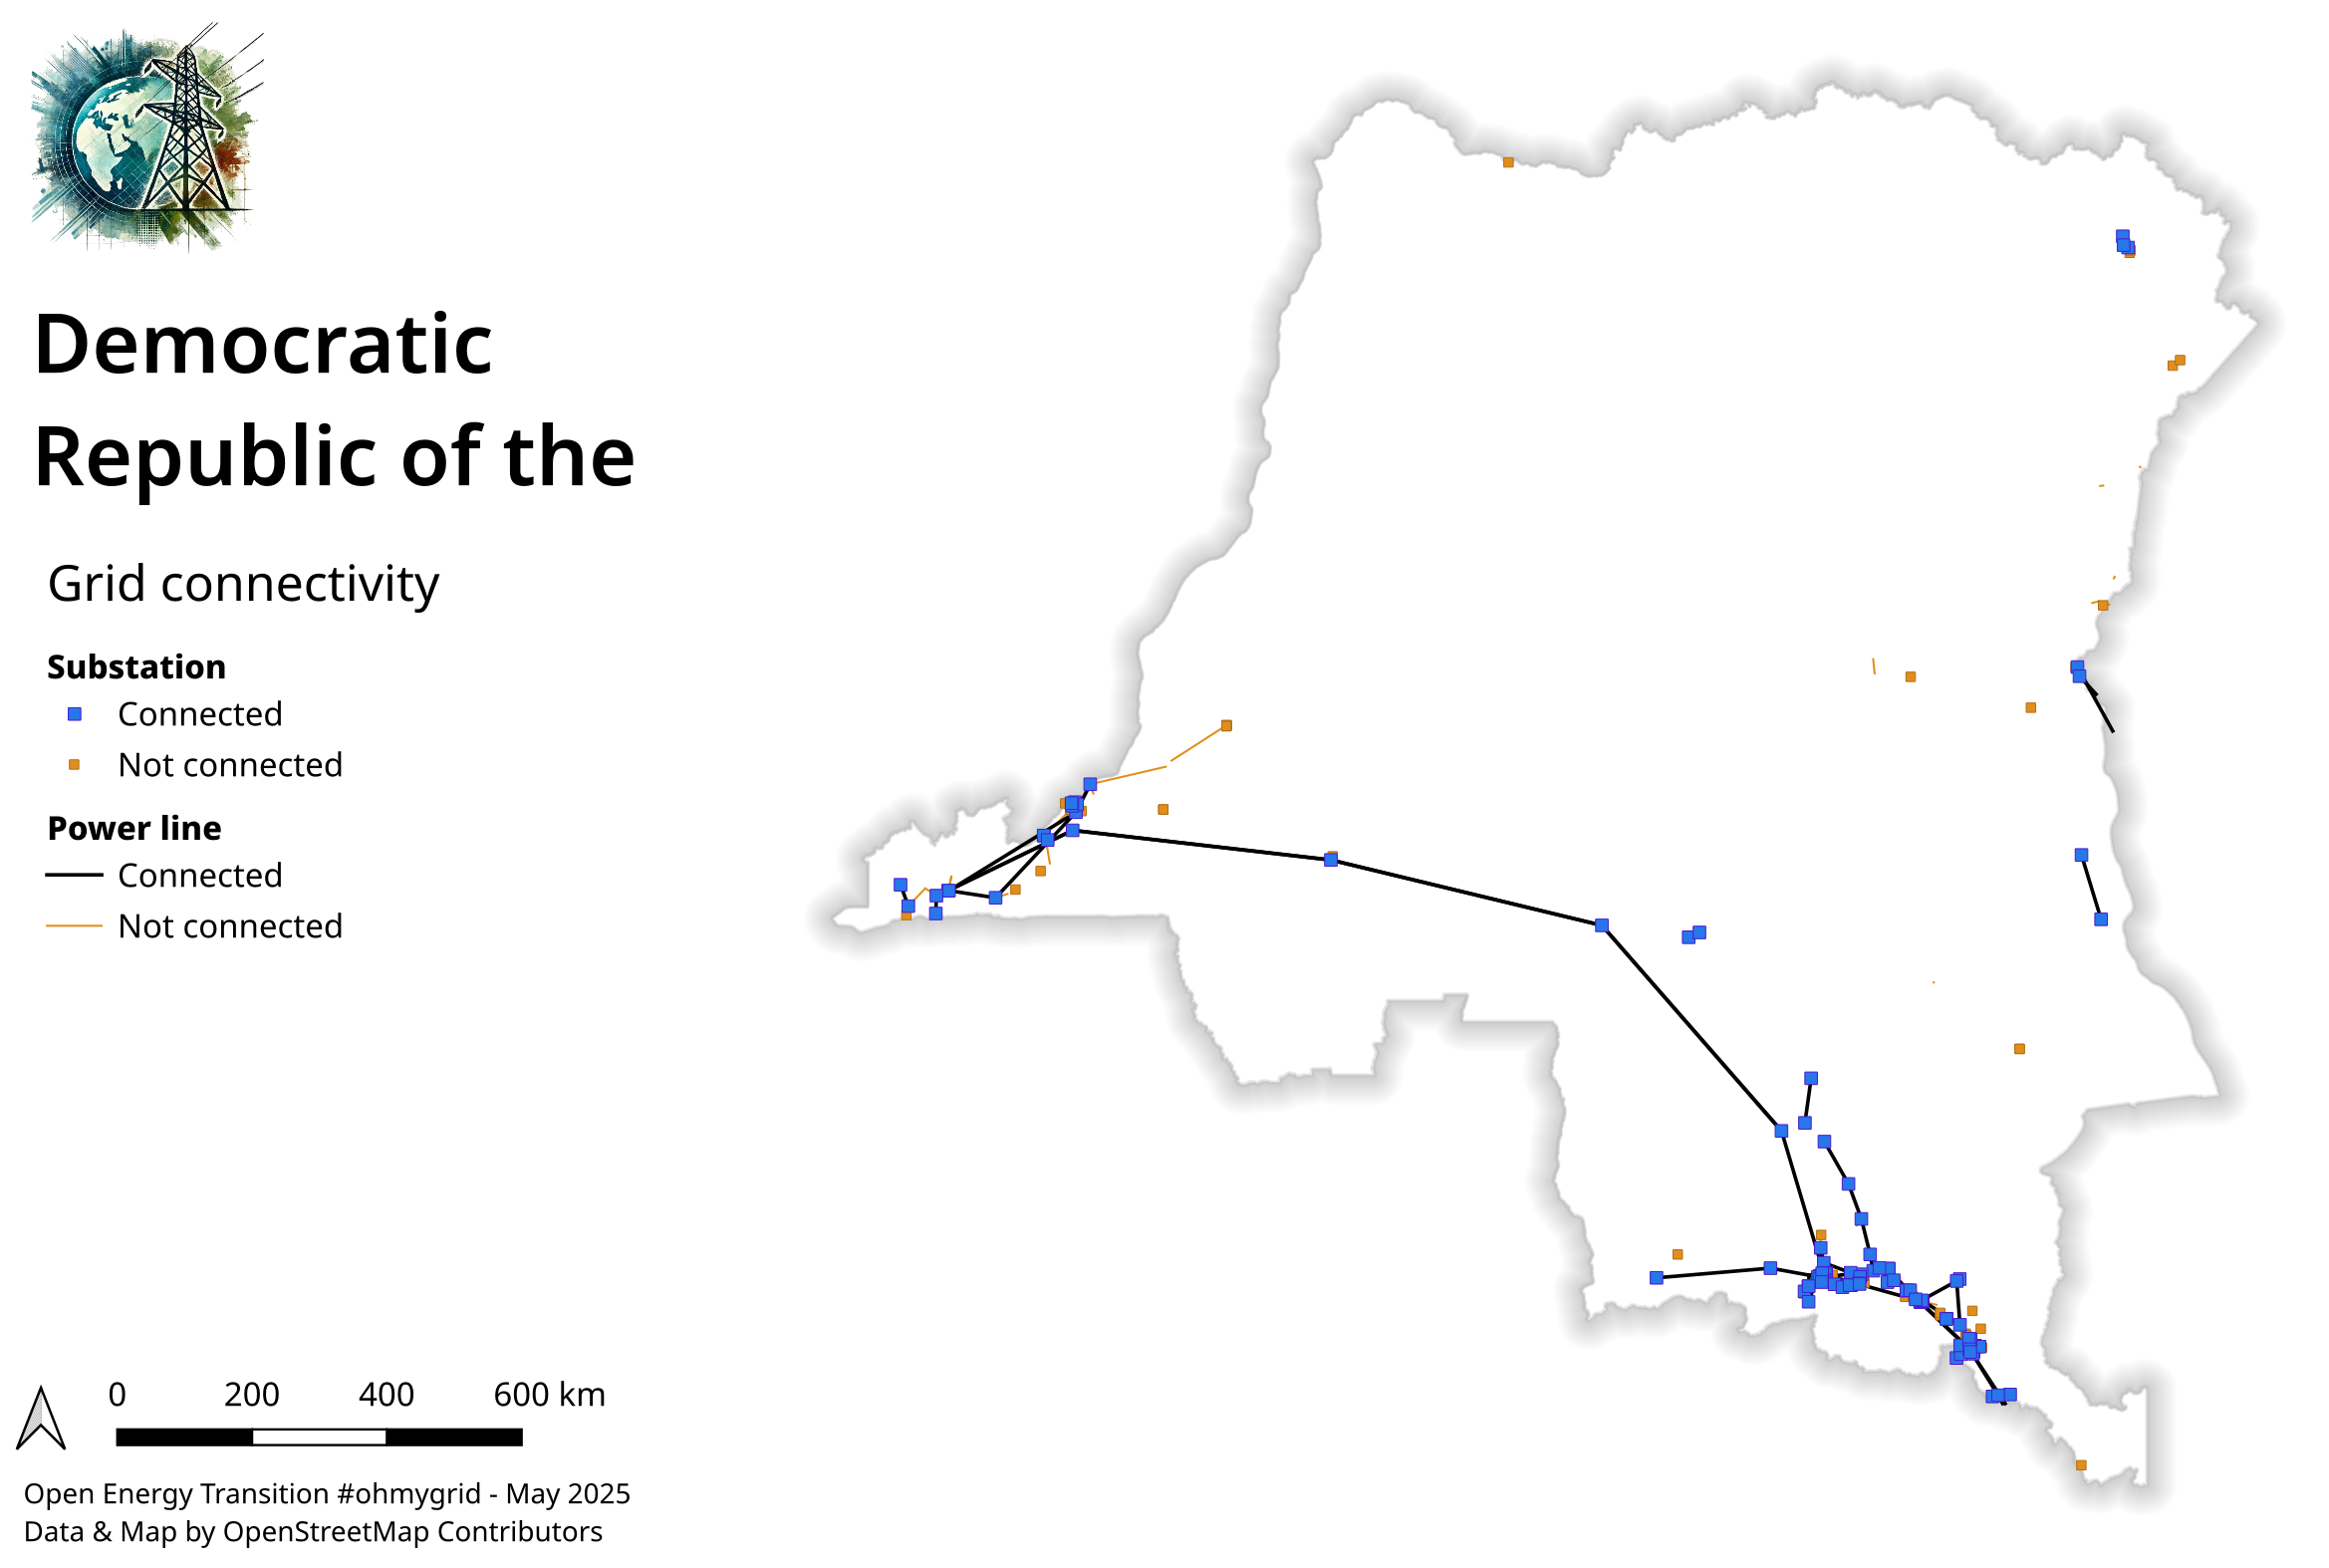 Democratic
Republic of the
Grid connectivity
Substation
Connected
Not connected
Power line
Connected
Not connected
0 200 400 600 km
Open Energy Transition #ohmygrid - May 2025
Data & Map by OpenStreetMap Contributors